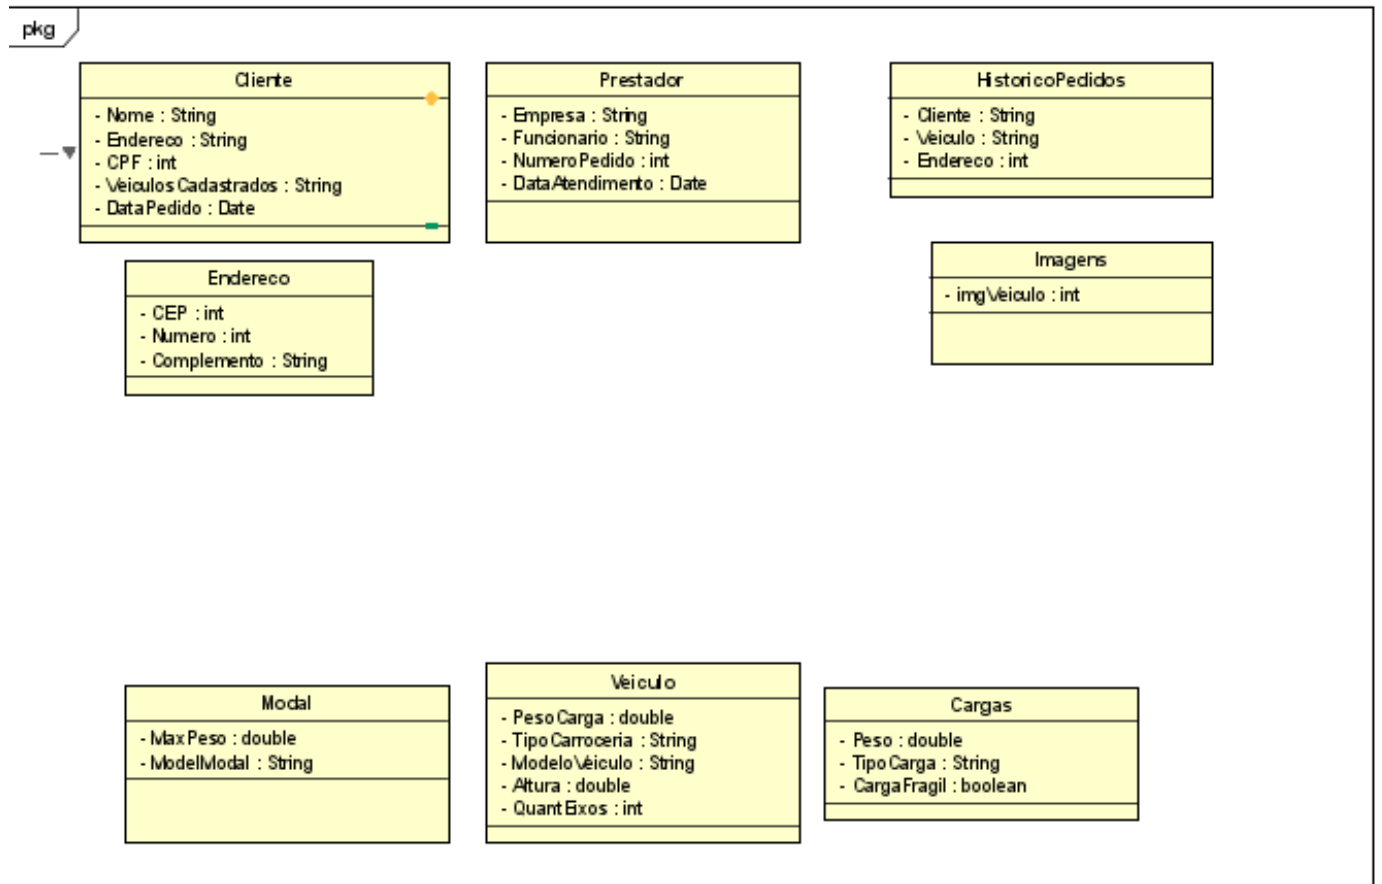 pkg
Cliente
- Nome : String
- Endereco : String
- CPF : int
- VeiculosCadastrados : String
- DataPedido : Date
Prestador
- Empresa : String
- Funcionario : String
- NumeroPedido : int
- DataAtendimento : Date
HistoricoPedidos
- Cliente : String
- Veiculo : String
- Endereco : int
Endereco
- CEP : int
- Numero : int
- Complemento : String
Imagens
- imgVeiculo : int
Modal
- MaxPeso : double
- ModelModal : String
Veiculo
- PesoCarga : double
- TipoCarroceria : String
- ModeloVeiculo : String
- Altura : double
- QuantEixos : int
Cargas
- Peso : double
- TipoCarga : String
- CargaFragil : boolean